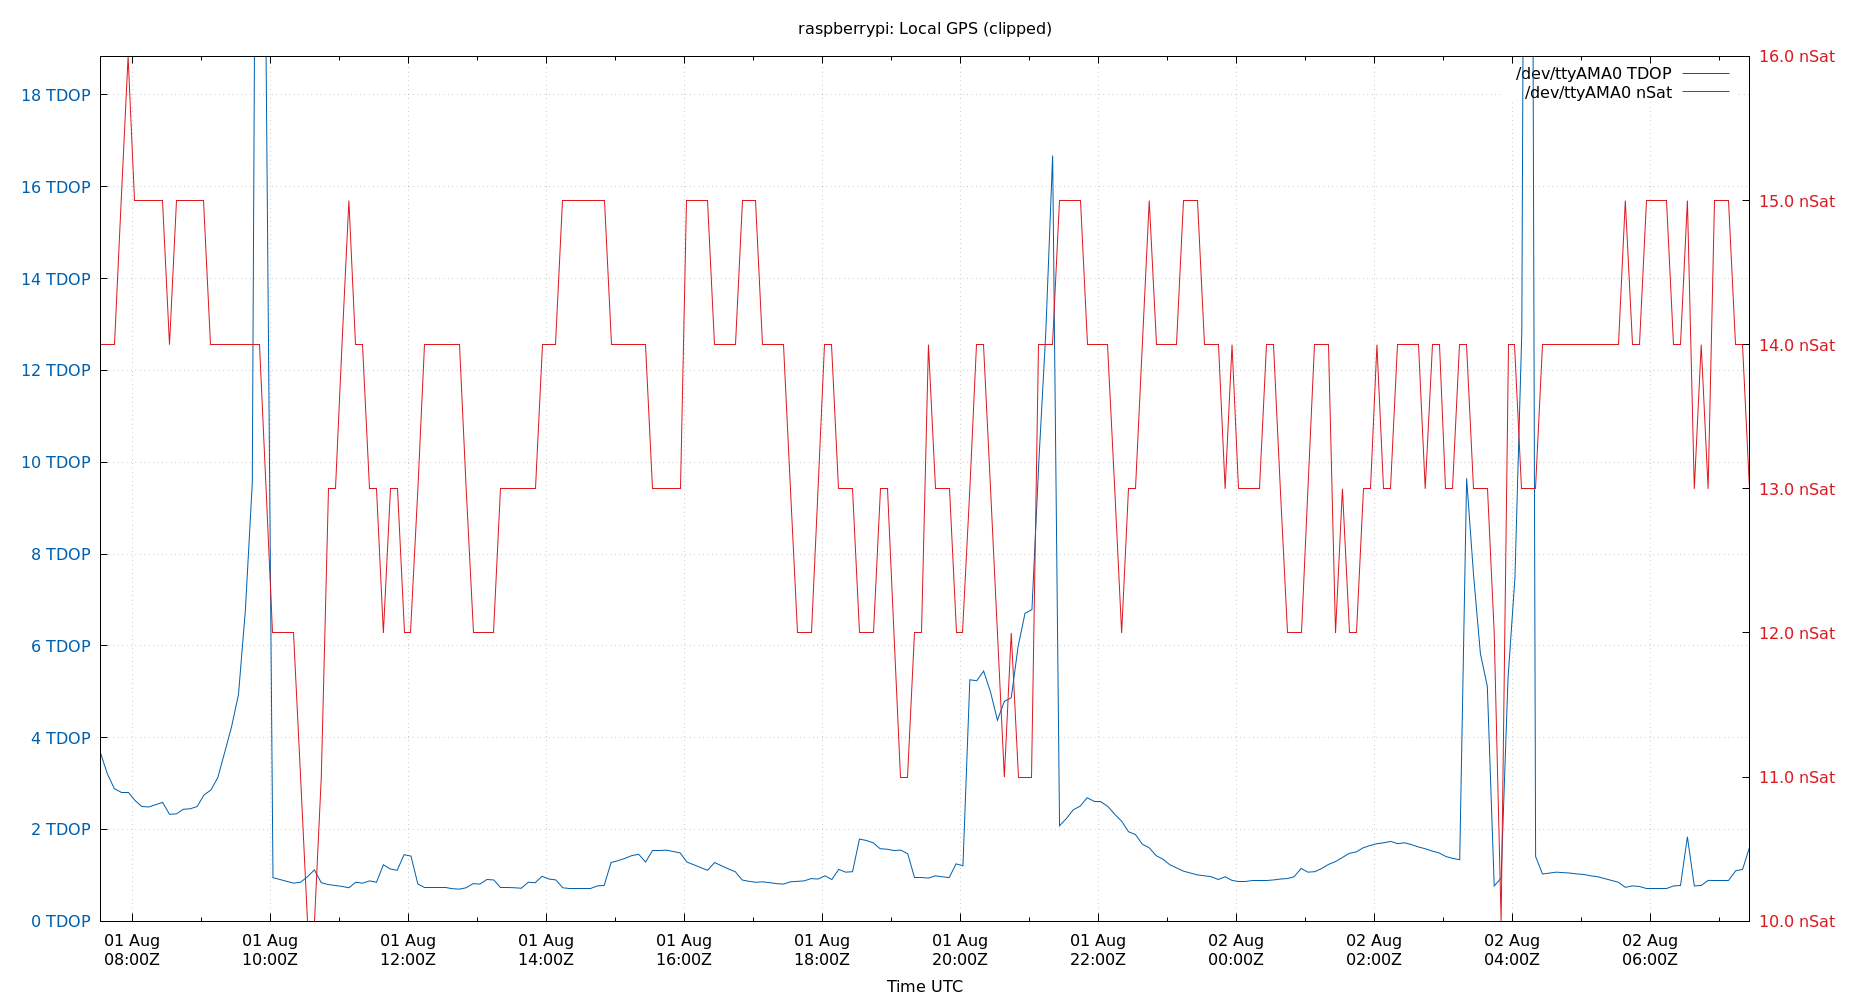 raspberrypi: Local GPS (clipped)
/dev/ttyAMA0 TDOP
/dev/ttyAMA0 nSat
18 TDOP
16 TDOP
14 TDOP
12 TDOP
10 TDOP
8 TDOP
6 TDOP
4 TDOP
2 TDOP
0 TDOP
16.0 nSat
15.0 nSat
14.0 nSat
13.0 nSat
12.0 nSat
11.0 nSat
10.0 nSat
01 Aug 01 Aug 01 Aug 01 Aug 01 Aug 01 Aug 01 Aug 01 Aug 02 Aug 02 Aug 02 Aug 02 Aug
08:00Z 10:00Z 12:00Z 14:00Z 16:00Z 18:00Z 20:00Z 22:00Z 00:00Z 02:00Z 04:00Z 06:00Z
Time UTC